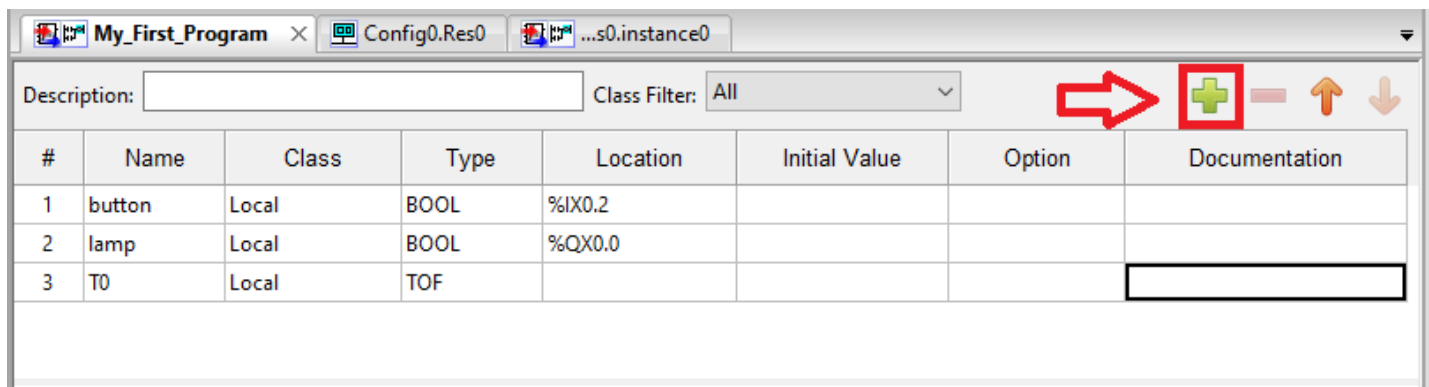 My_First_Program Config0.Res0 ...s0.instance0
Description: Class Filter: All
# Name Class Type Location Initial Value Option Documentation
1 button Local BOOL %IX0.2
2 lamp Local BOOL %QX0.0
3 T0 Local TOF